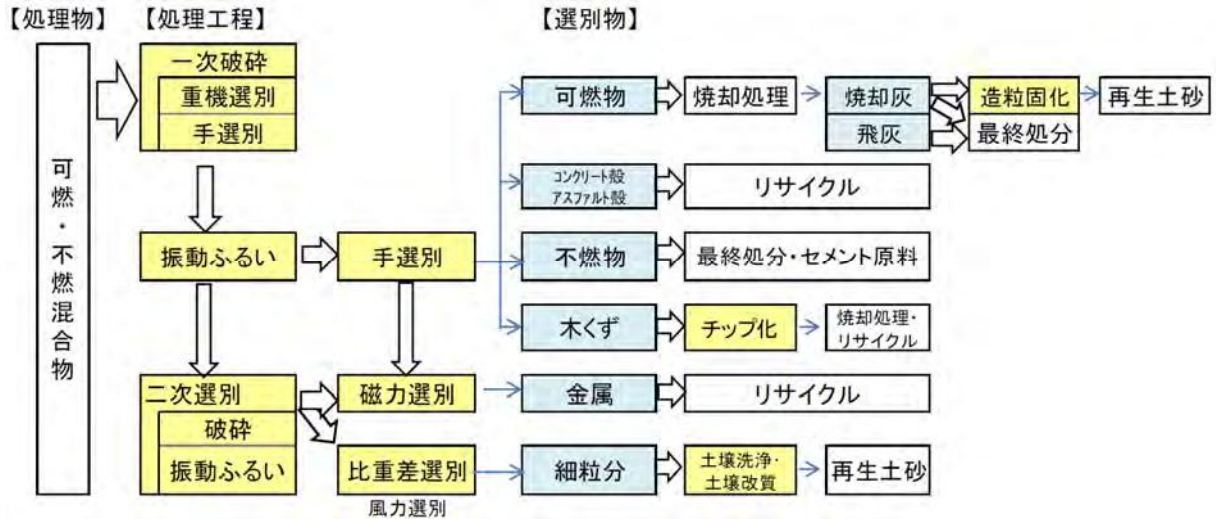 【処理物】
【処理工程】
【選別物】
可燃・不燃混合物
一次破砕
重機選別
手選別
振動ふるい
手選別
二次選別
破砕
振動ふるい
磁力選別
比重差選別
風力選別
可燃物
焼却処理
焼却灰
飛灰
造粒固化
最終処分
再生土砂
コンクリート殻
アスファルト殻
リサイクル
不燃物
最終処分・セメント原料
木くず
チップ化
焼却処理・
リサイクル
金属
リサイクル
細粒分
土壌洗浄・
土壌改質
再生土砂